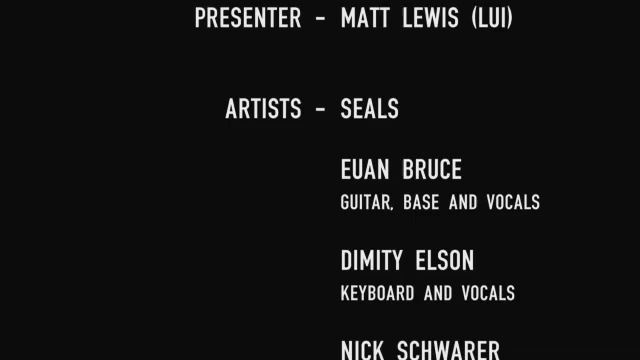 PRESENTER - MATT LEWIS (LUI)
ARTISTS - SEALS
EUAN BRUCE
GUITAR, BASE AND VOCALS
DIMITY ELSON
KEYBOARD AND VOCALS
NICK SCHWARER